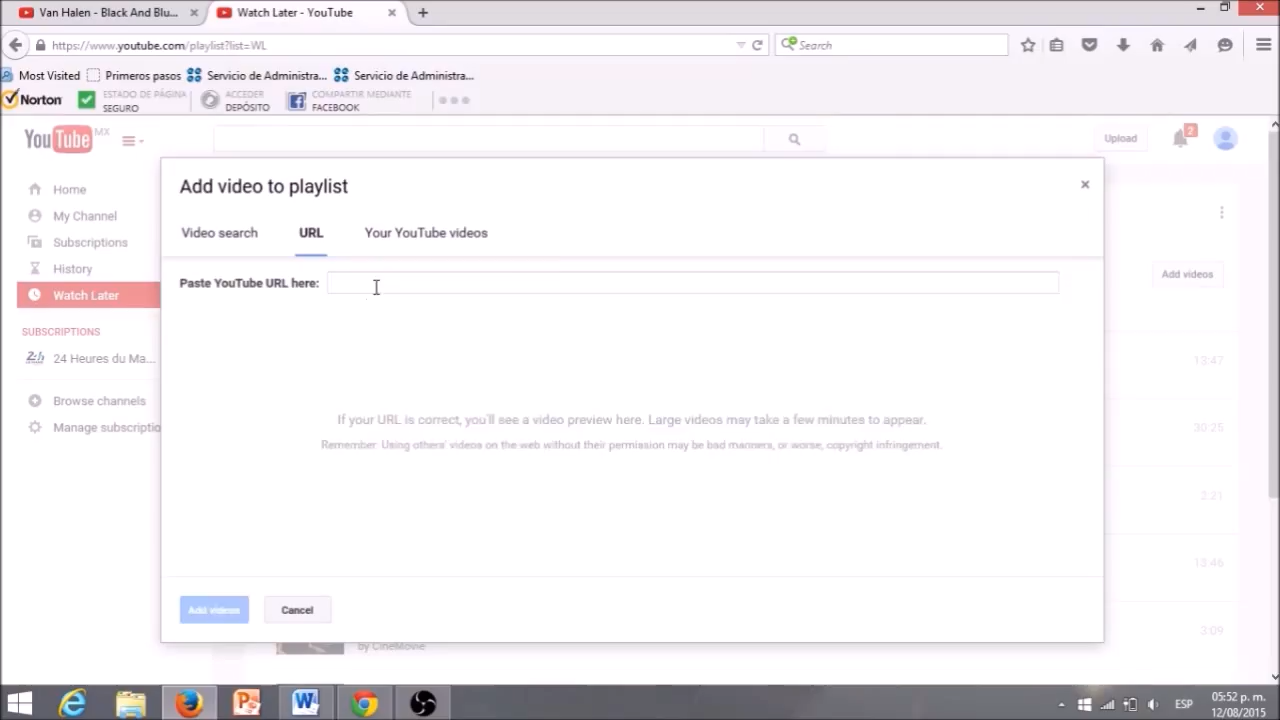 Van Halen - Black And Blu...
Watch Later - YouTube
https://www.youtube.com/playlist?list=WL
Search
Most Visited
Primeros pasos
Servicio de Administra...
Servicio de Administra...
Norton
ESTADO DE PÁGINA
SEGURO
ACCEDER
DEPÓSITO
COMPARTIR MEDIANTE
FACEBOOK
YouTube MX
Upload
2
Add video to playlist
Home
My Channel
Subscriptions
History
Watch Later
SUBSCRIPTIONS
24 Heures du Ma...
Browse channels
Manage subscriptio
Video search
URL
Your YouTube videos
Paste YouTube URL here:
Add videos
If your URL is correct, you'll see a video preview here. Large videos may take a few minutes to appear.
Remember: Using others' videos on the web without their permission may be bad manners, or worse, copyright infringement.
13:47
30:25
2:21
13:46
3:09
Add videos
Cancel
by CineMovie
ESP
05:52 p. m.
12/08/2015